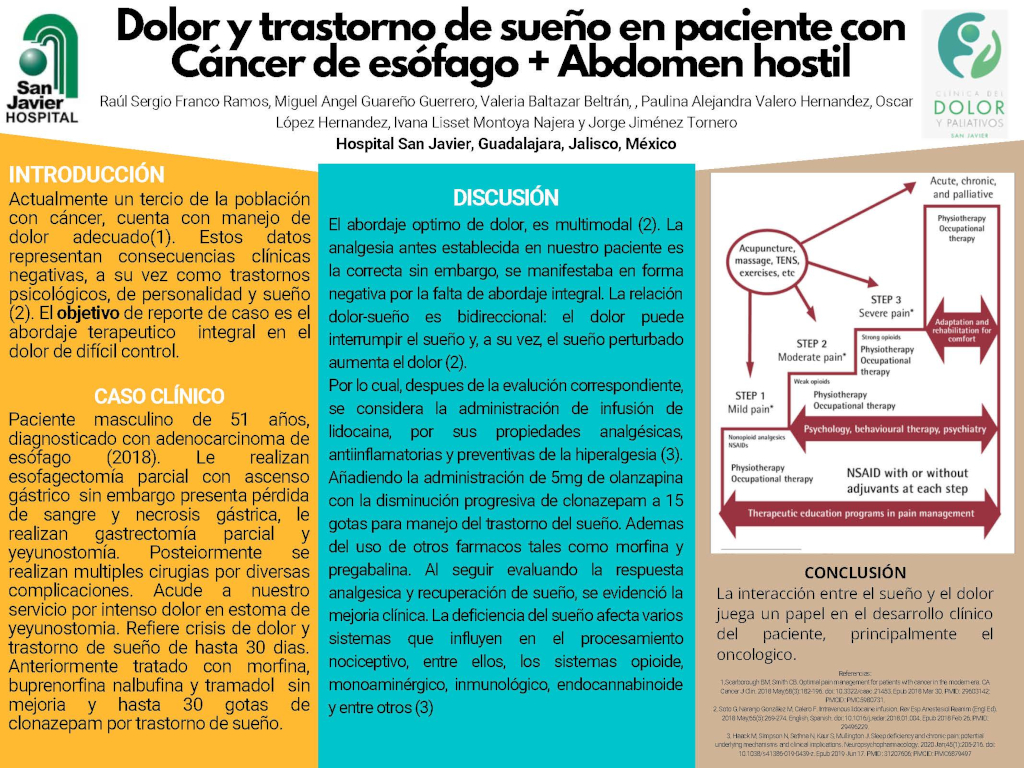 Dolor y trastorno de sueño en paciente con
Cáncer de esófago + Abdomen hostil
San
Javier
HOSPITAL
CLÍNICA DEL
DOLOR
Y PALIATIVOS
SAN JAVIER
Raúl Sergio Franco Ramos, Miguel Angel Guareño Guerrero, Valeria Baltazar Beltrán, , Paulina Alejandra Valero Hernandez, Oscar
López Hernandez, Ivana Lisset Montoya Najera y Jorge Jiménez Tornero
Hospital San Javier, Guadalajara, Jalisco, México
INTRODUCCIÓN
Actualmente un tercio de la población
con cáncer, cuenta con manejo de
dolor adecuado(1). Estos datos
representan consecuencias clínicas
negativas, a su vez como trastornos
psicológicos, de personalidad y sueño
(2). El objetivo de reporte de caso es el
abordaje terapeutico integral en el
dolor de difícil control.
CASO CLÍNICO
Paciente masculino de 51 años,
diagnosticado con adenocarcinoma de
esófago (2018). Le realizan
esofagectomía parcial con ascenso
gástrico sin embargo presenta pérdida
de sangre y necrosis gástrica, le
realizan gastrectomía parcial y
yeyunostomía. Posteiormente se
realizan multiples cirugias por diversas
complicaciones. Acude a nuestro
servicio por intenso dolor en estoma de
yeyunostomia. Refiere crisis de dolor y
trastorno de sueño de hasta 30 dias.
Anteriormente tratado con morfina,
buprenorfina nalbufina y tramadol sin
mejoria y hasta 30 gotas de
clonazepam por trastorno de sueño.
DISCUSIÓN
El abordaje optimo de dolor, es multimodal (2). La
analgesia antes establecida en nuestro paciente es
la correcta sin embargo, se manifestaba en forma
negativa por la falta de abordaje integral. La relación
dolor-sueño es bidireccional: el dolor puede
interrumpir el sueño y, a su vez, el sueño perturbado
aumenta el dolor (2).
Por lo cual, despues de la evalución correspondiente,
se considera la administración de infusión de
lidocaina, por sus propiedades analgésicas,
antiinflamatorias y preventivas de la hiperalgesia (3).
Añadiendo la administración de 5mg de olanzapina
con la disminución progresiva de clonazepam a 15
gotas para manejo del trastorno del sueño. Ademas
del uso de otros farmacos tales como morfina y
pregabalina. Al seguir evaluando la respuesta
analgesica y recuperación de sueño, se evidenció la
mejoria clínica. La deficiencia del sueño afecta varios
sistemas que influyen en el procesamiento
nociceptivo, entre ellos, los sistemas opioide,
monoaminérgico, inmunológico, endocannabinoide
y entre otros (3)
Acute, chronic,
and palliative
Physiotherapy
Occupational
therapy
Acupuncture,
massage, TENS,
exercises, etc
STEP 3
Severe pain*
Adaptation and
rehabilitation for
comfort
Strong opioids
Physiotherapy
Occupational
therapy
STEP 2
Moderate pain*
Weak opioids
Physiotherapy
Occupational therapy
STEP 1
Mild pain*
Psychology, behavioural therapy, psychiatry
Nonopioid analgesics
NSAIDs
Physiotherapy
Occupational therapy
NSAID with or without
adjuvants at each step
Therapeutic education programs in pain management
CONCLUSIÓN
La interacción entre el sueño y el dolor
juega un papel en el desarrollo clínico
del paciente, principalmente el
oncologico.
References:
1.Scarborough BM, Smith CB. Optimal pain management for patients with cancer in the modern era. CA
Cancer J Clin. 2018 May;68(3):182-196. doi: 10.3322/caac.21453. Epub 2018 Mar 30. PMID: 29603142;
PMCID: PMC5980731.
2. Soto G, Naranjo González M, Calero F. Intravenous lidocaine infusion. Rev Esp Anestesiol Reanim (Engl Ed).
2018 May;65(5):269-274. English, Spanish. doi: 10.1016/j.redar.2018.01.004. Epub 2018 Feb 26. PMID:
29496229.
3. Haack M, Simpson N, Sethna N, Kaur S, Mullington J. Sleep deficiency and chronic pain: potential
underlying mechanisms and clinical implications. Neuropsychopharmacology. 2020 Jan;45(1):205-216. doi:
10.1038/s41386-019-0439-z. Epub 2019 Jun 17. PMID: 31207606; PMCID: PMC6879497